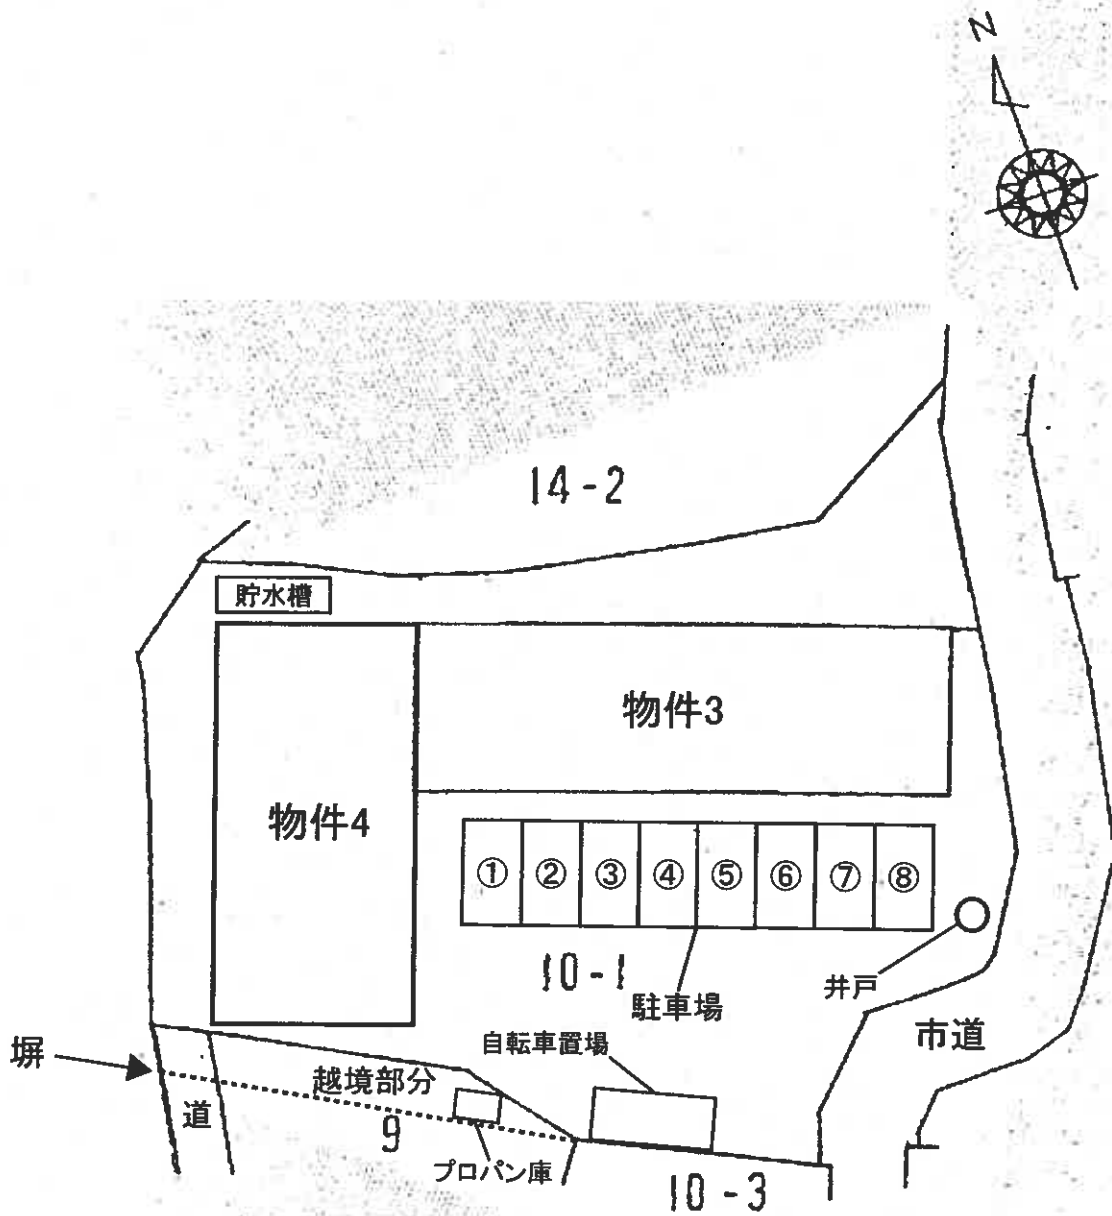 N
14-2
貯水槽
物件3
物件4
① ② ③ ④ ⑤ ⑥ ⑦ ⑧
10-1
駐車場
井戸
市道
自転車置場
塀
越境部分
道
9
プロパン庫
10-3